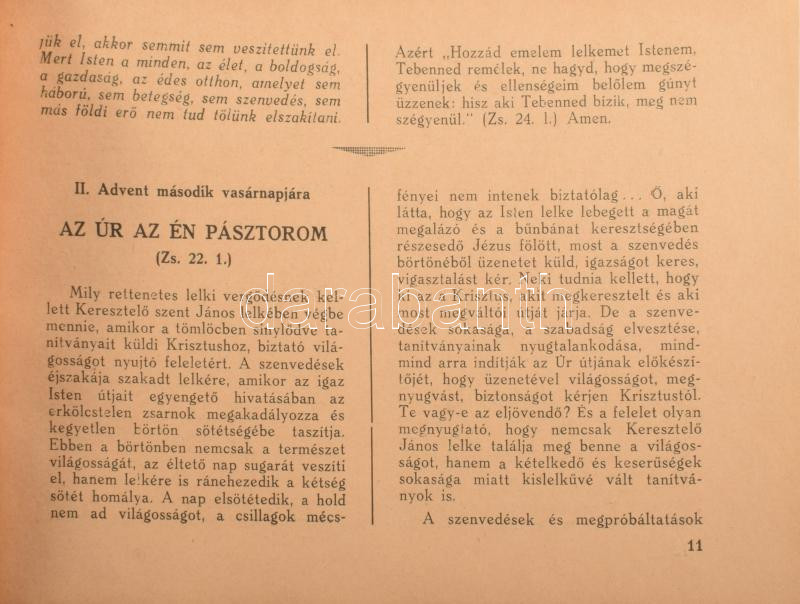 jük el, akkor semmit sem veszítettünk el.
Mert Isten a minden, az élet, a boldogság,
a gazdaság, az édes otthon, amelyet sem
háború, sem betegség, sem szenvedés, sem
más földi erő nem tud tőlünk elszakítani.
Azért „Hozzád emelem lelkemet Istenem,
Tebenned remélek, ne hagyd, hogy megszé-
gyenüljek és ellenségeim belőlem gúnyt
űzzenek: hisz aki Tebenned bízik, meg nem
szégyenül.“ (Zs. 24. 1.) Amen.
II. Advent második vasárnapjára
AZ ÚR AZ ÉN PÁSZTOROM
(Zs. 22. 1.)
Mily rettenetes lelki vergődésnek kel-
lett Keresztelő szent János lelkében végbe
mennie, amikor a tömlöcben sínylődve ta-
nítványait küldi Krisztushoz, biztató vilá-
gosságot nyujtó feleletért. A szenvedések
éjszakája szakadt lelkére, amikor az igaz
Isten útjait egyengető hivatásában az
erkölcstelen zsarnok megakadályozza és
kegyetlen börtön sötétségébe taszítja.
Ebben a börtönben nemcsak a természet
világosságát, az éltető nap sugarát veszíti
el, hanem lelkére is ránehezedik a kétség
sötét homálya. A nap elsötétedik, a hold
nem ad világosságot, a csillagok mécs-
fényei nem intenek biztatólag... Ő, aki
látta, hogy az Isten lelke lebegett a magát
megalázó és a bűnbánat keresztségében
részesedő Jézus fölött, most a szenvedés
börtönéből üzenetet küld, igazságot keres,
vigasztalást kér. Neki tudnia kellett, hogy
ki az a Krisztus, akit megkeresztelt és aki
most megváltói útját járja. De a szenve-
dések sokasága, a szabadság elvesztése,
tanítványainak nyugtalankodása, mind-
mind arra indítják az Úr útjának előkészí-
tőjét, hogy üzenetével világosságot, meg-
nyugvást, biztonságot kérjen Krisztustól.
Te vagy-e az eljövendő? És a felelet olyan
megnyugtató, hogy nemcsak Keresztelő
János lelke találja meg benne a világos-
ságot, hanem a kételkedő és keserűségek
sokasága miatt kislelkűvé vált tanítvá-
nyok is.
A szenvedések és megpróbáltatások
11
darabanth